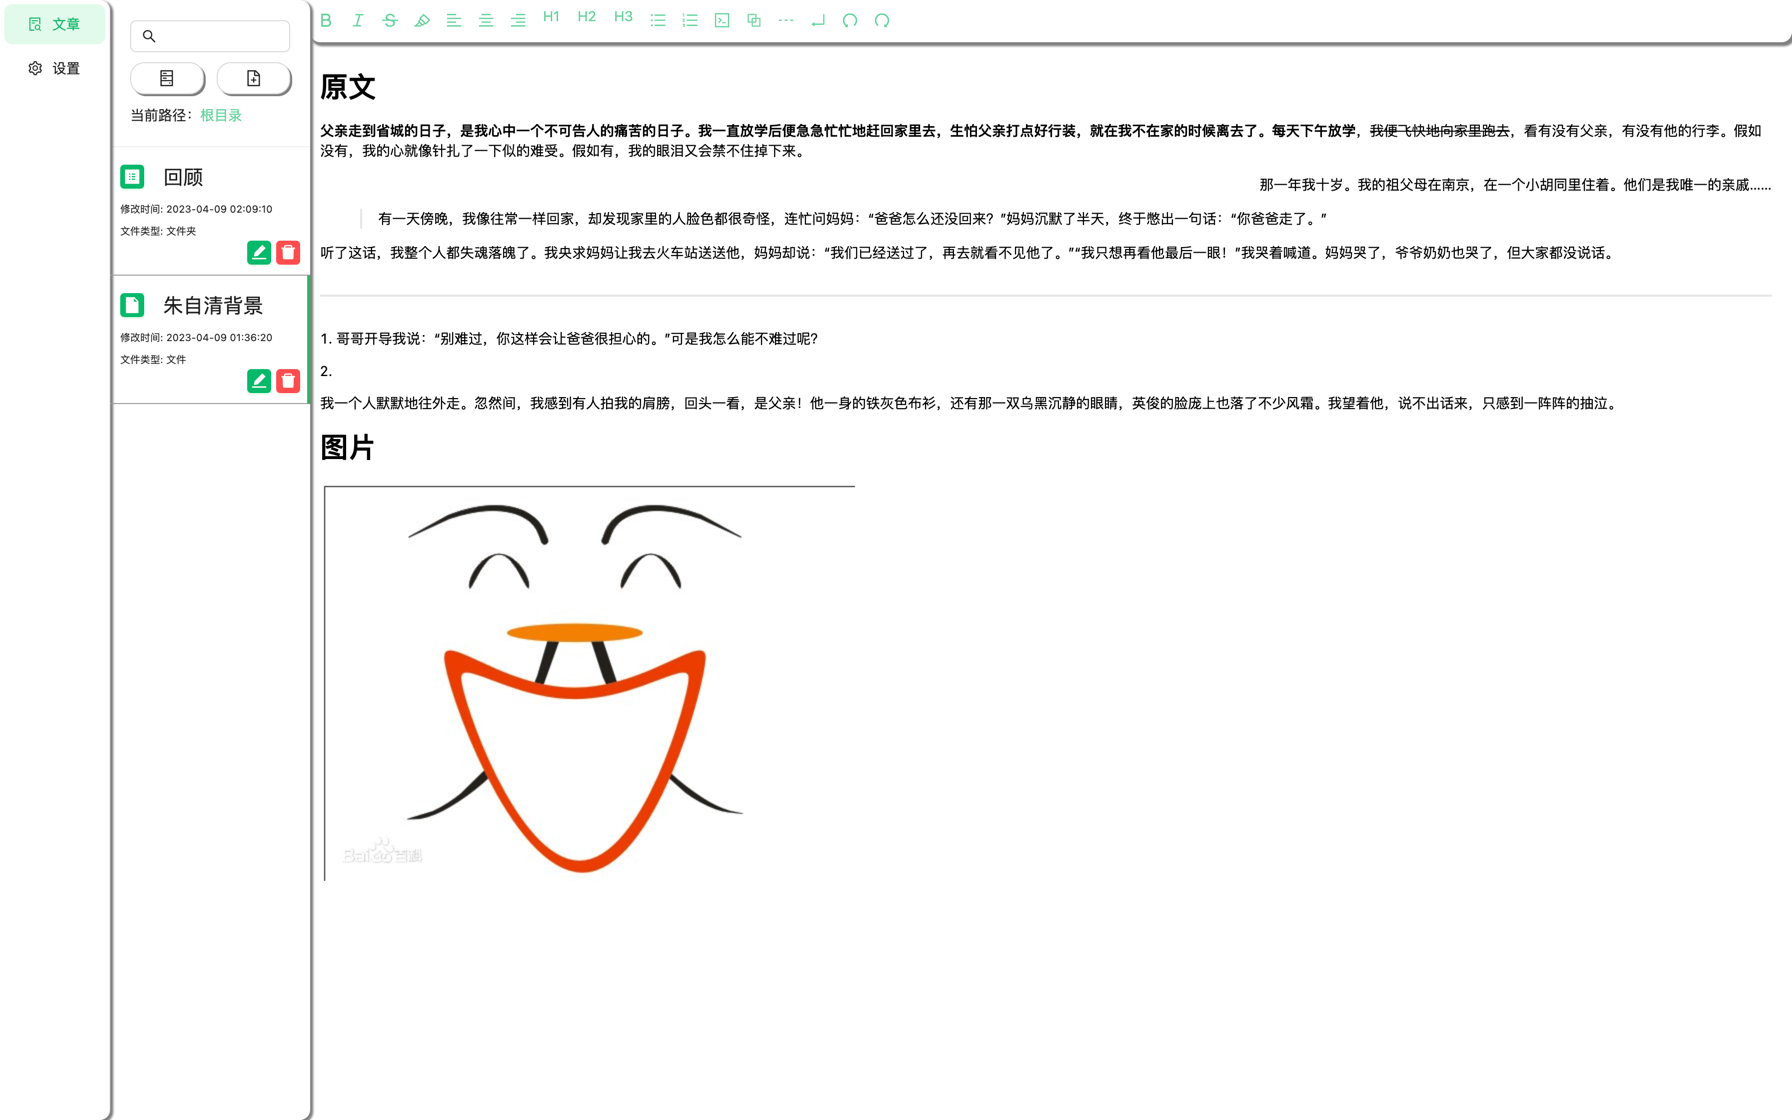 文章
设置
当前路径：根目录
回顾
修改时间: 2023-04-09 02:09:10
文件类型: 文件夹
朱自清背景
修改时间: 2023-04-09 01:36:20
文件类型: 文件
B I S H1 H2 H3
原文
父亲走到省城的日子，是我心中一个不可告人的痛苦的日子。我一直放学后便急急忙忙地赶回家里去，生怕父亲打点好行装，就在我不在家的时候离去了。每天下午放学，我便飞快地向家里跑去，看有没有父亲，有没有他的行李。假如
没有，我的心就像针扎了一下似的难受。假如有，我的眼泪又会禁不住掉下来。
那一年我十岁。我的祖父母在南京，在一个小胡同里住着。他们是我唯一的亲戚……
有一天傍晚，我像往常一样回家，却发现家里的人脸色都很奇怪，连忙问妈妈：“爸爸怎么还没回来？”妈妈沉默了半天，终于憋出一句话：“你爸爸走了。”
听了这话，我整个人都失魂落魄了。我央求妈妈让我去火车站送送他，妈妈却说：“我们已经送过了，再去就看不见他了。”“我只想再看他最后一眼！”我哭着喊道。妈妈哭了，爷爷奶奶也哭了，但大家都没说话。
1. 哥哥开导我说：“别难过，你这样会让爸爸很担心的。”可是我怎么能不难过呢？
2.
我一个人默默地往外走。忽然间，我感到有人拍我的肩膀，回头一看，是父亲！他一身的铁灰色布衫，还有那一双乌黑沉静的眼睛，英俊的脸庞上也落了不少风霜。我望着他，说不出话来，只感到一阵阵的抽泣。
图片
Bai百科